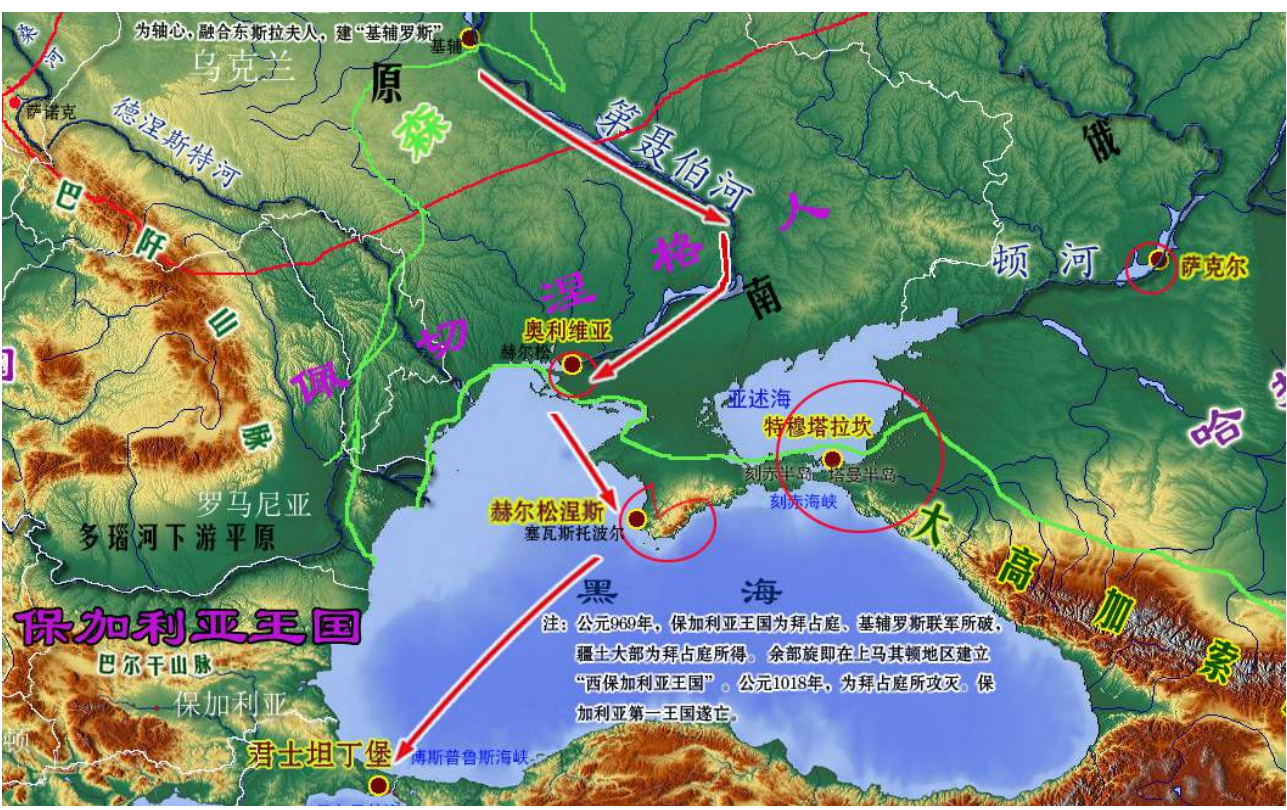 为轴心，融合东斯拉夫人，建“基辅罗斯”
基辅
桑河
乌克兰
原
森
萨诺克
德涅斯特河
第聂伯河
俄
巴阡山脉
佩切涅格人
顿河
萨克尔
南
奥利维亚
赫尔松
国
亚述海
特穆塔拉坎
刻赤半岛
塔曼半岛
刻赤海峡
哈
罗马尼亚
多瑙河下游平原
赫尔松涅斯
塞瓦斯托波尔
大高加索
黑海
保加利亚王国
巴尔干山脉
保加利亚
注：公元969年，保加利亚王国为拜占庭、基辅罗斯联军所破，
疆土大部为拜占庭所得。余部旋即在上马其顿地区建立
“西保加利亚王国”。公元1018年，为拜占庭所攻灭。保
加利亚第一王国遂亡。
顿
君士坦丁堡
博斯普鲁斯海峡